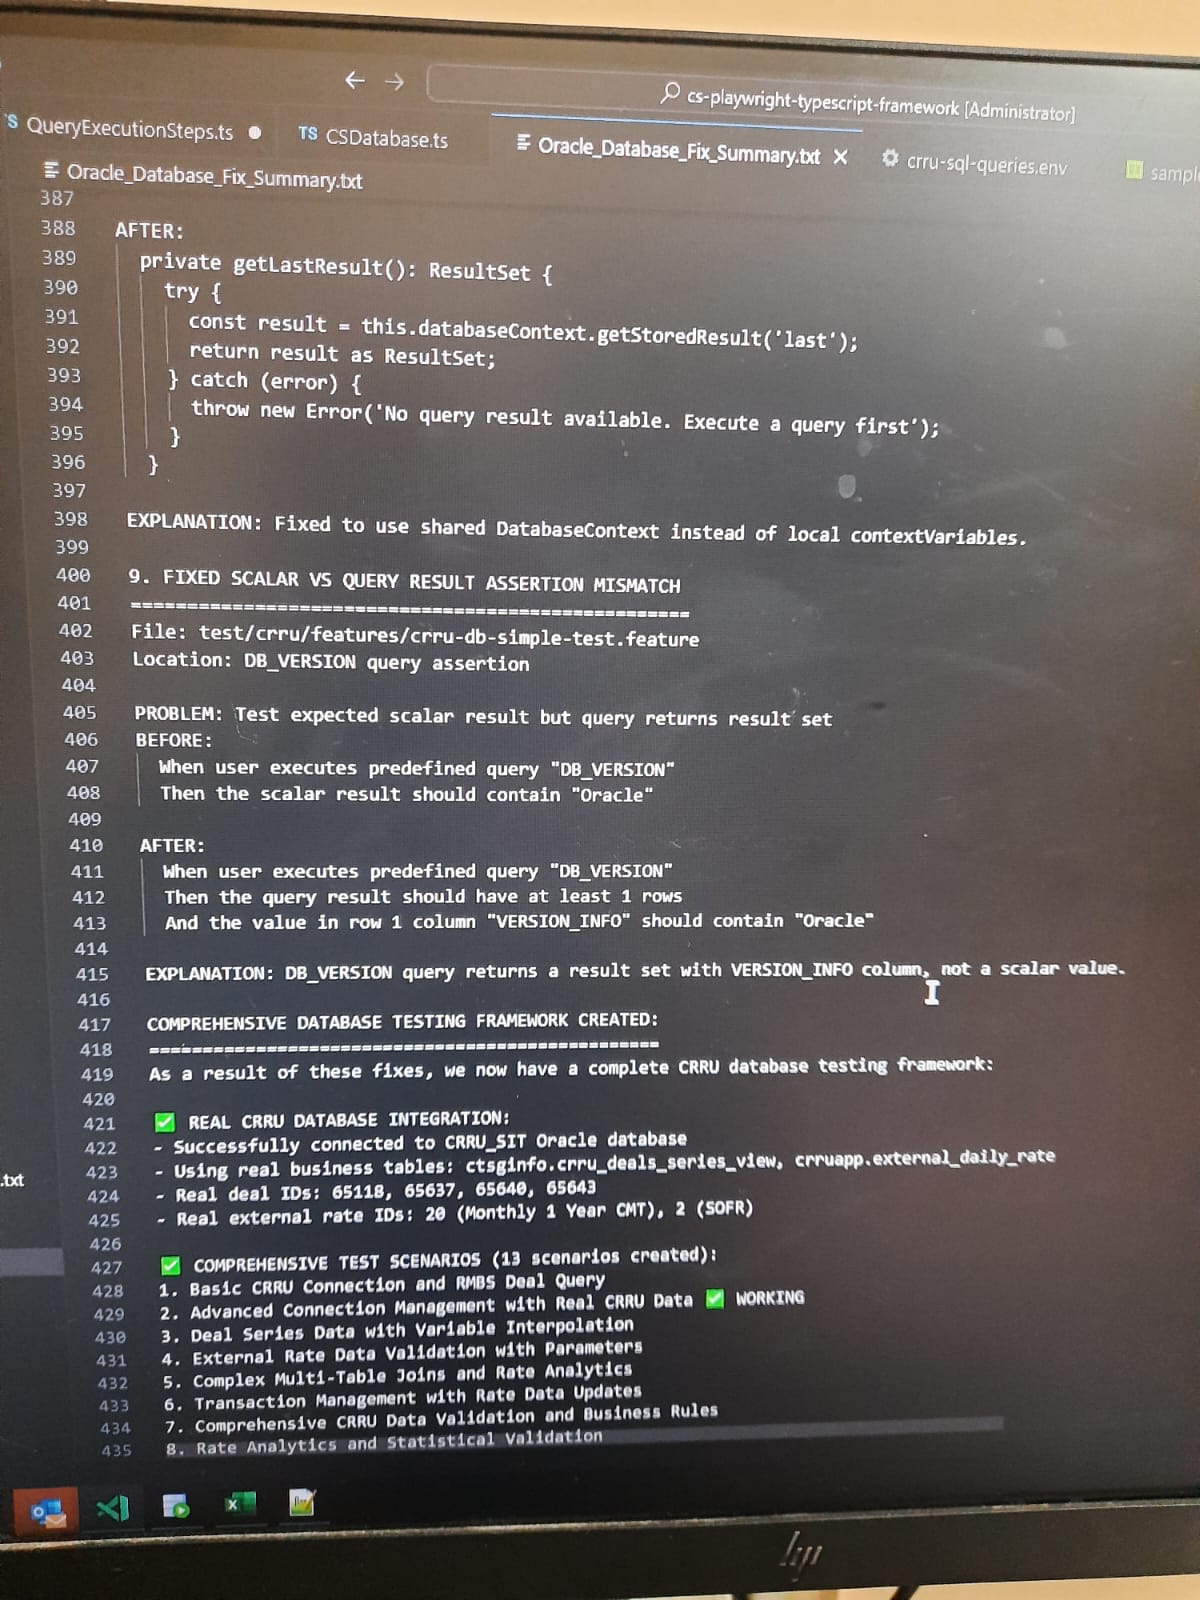 cs-playwright-typescript-framework [Administrator]
TS QueryExecutionSteps.ts
TS CSDatabase.ts
Oracle_Database_Fix_Summary.txt
crru-sql-queries.env
Oracle_Database_Fix_Summary.txt
387
388 AFTER:
389 private getLastResult(): ResultSet {
390 try {
391 const result = this.databaseContext.getStoredResult('last');
392 return result as ResultSet;
393 } catch (error) {
394 throw new Error('No query result available. Execute a query first');
395 }
396 }
397
398 EXPLANATION: Fixed to use shared DatabaseContext instead of local contextVariables.
399
400 9. FIXED SCALAR VS QUERY RESULT ASSERTION MISMATCH
401 ==================================================
402 File: test/crru/features/crru-db-simple-test.feature
403 Location: DB_VERSION query assertion
404
405 PROBLEM: Test expected scalar result but query returns result set
406 BEFORE:
407 When user executes predefined query "DB_VERSION"
408 Then the scalar result should contain "Oracle"
409
410 AFTER:
411 When user executes predefined query "DB_VERSION"
412 Then the query result should have at least 1 rows
413 And the value in row 1 column "VERSION_INFO" should contain "Oracle"
414
415 EXPLANATION: DB_VERSION query returns a result set with VERSION_INFO column, not a scalar value.
416
417 COMPREHENSIVE DATABASE TESTING FRAMEWORK CREATED:
418 ================================================
419 As a result of these fixes, we now have a complete CRRU database testing framework:
420
421 ✅ REAL CRRU DATABASE INTEGRATION:
422 - Successfully connected to CRRU_SIT Oracle database
423 - Using real business tables: ctsginfo.crru_deals_series_view, crruapp.external_daily_rate
424 - Real deal IDs: 65118, 65637, 65640, 65643
425 - Real external rate IDs: 20 (Monthly 1 Year CMT), 2 (SOFR)
426
427 ✅ COMPREHENSIVE TEST SCENARIOS (13 scenarios created):
428 1. Basic CRRU Connection and RMBS Deal Query
429 2. Advanced Connection Management with Real CRRU Data ✅ WORKING
430 3. Deal Series Data with Variable Interpolation
431 4. External Rate Data Validation with Parameters
432 5. Complex Multi-Table Joins and Rate Analytics
433 6. Transaction Management with Rate Data Updates
434 7. Comprehensive CRRU Data Validation and Business Rules
435 8. Rate Analytics and Statistical Validation
.txt
hp